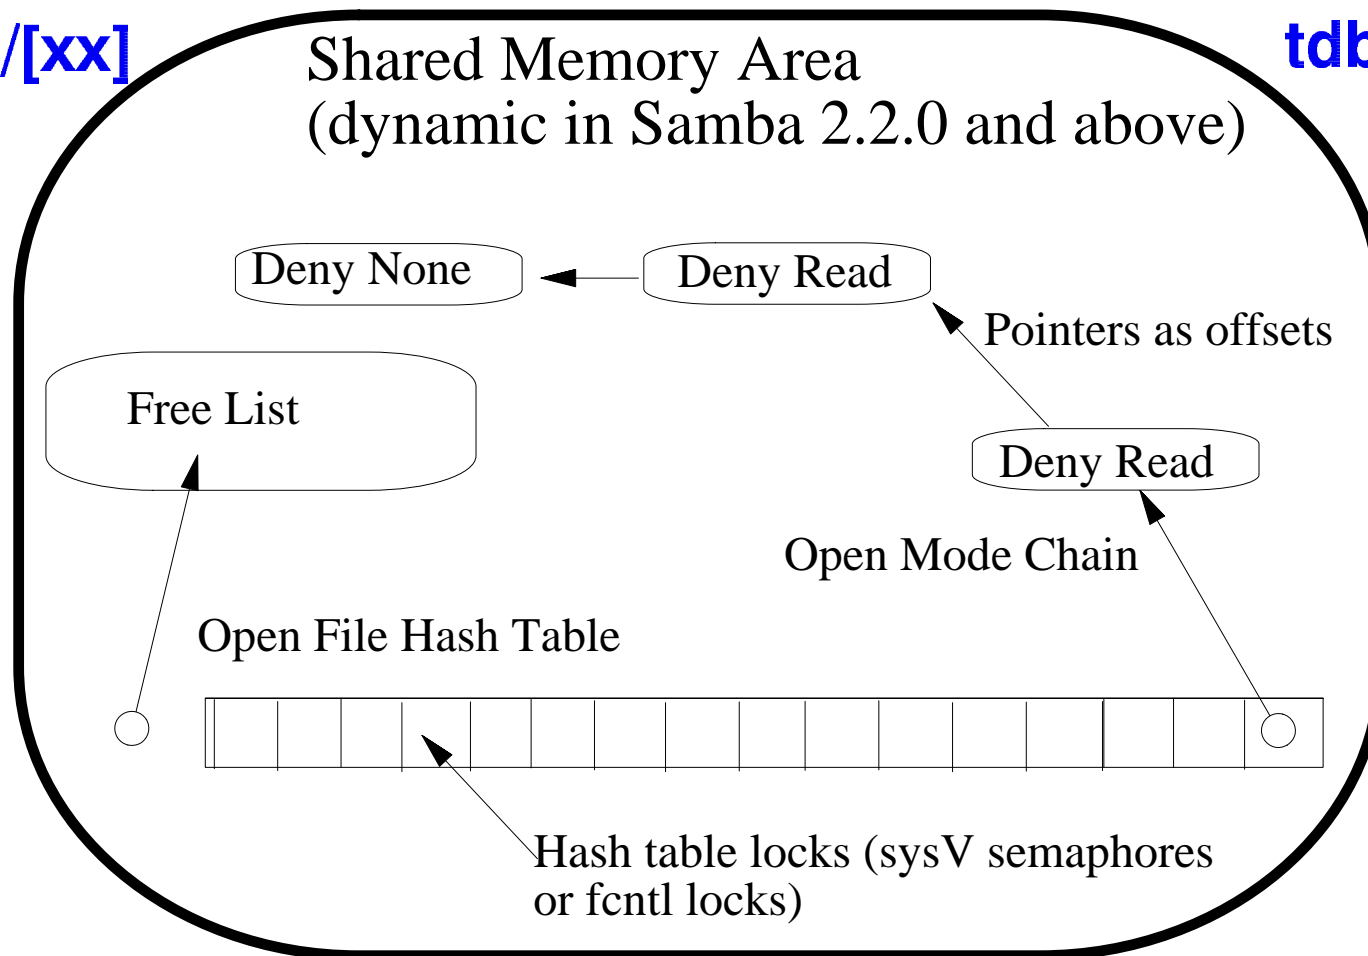 /[xx]
tdb
Shared Memory Area
(dynamic in Samba 2.2.0 and above)
Deny None
Deny Read
Pointers as offsets
Free List
Deny Read
Open Mode Chain
Open File Hash Table
Hash table locks (sysV semaphores
or fcntl locks)